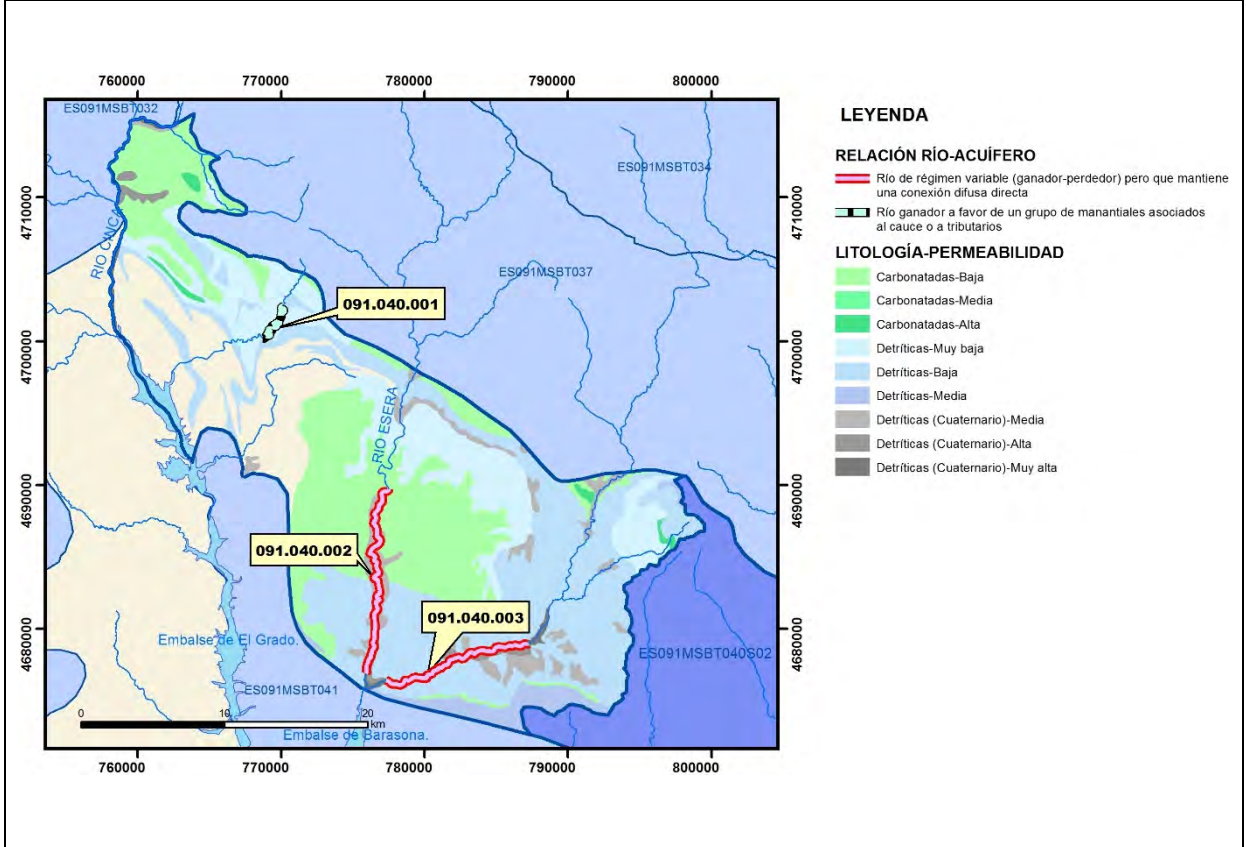 760000 770000 780000 790000 800000
ES091MSBT032
LEYENDA
RELACIÓN RÍO-ACUÍFERO
Río de régimen variable (ganador-perdedor) pero que mantiene
una conexión difusa directa
Río ganador a favor de un grupo de manantiales asociados
al cauce o a tributarios
LITOLOGÍA-PERMEABILIDAD
Carbonatadas-Baja
Carbonatadas-Media
Carbonatadas-Alta
Detríticas-Muy baja
Detríticas-Baja
Detríticas-Media
Detríticas (Cuaternario)-Media
Detríticas (Cuaternario)-Alta
Detríticas (Cuaternario)-Muy alta
ES091MSBT034
4710000 4710000
RIO CINCA
ES091MSBT037
091.040.001
4700000 4700000
RIO ESERA
4690000 4690000
091.040.002
091.040.003
4680000 4680000
Embalse de El Grado.
ES091MSBT040S02
ES091MSBT041
0 10 20
km
Embalse de Barasona.
760000 770000 780000 790000 800000